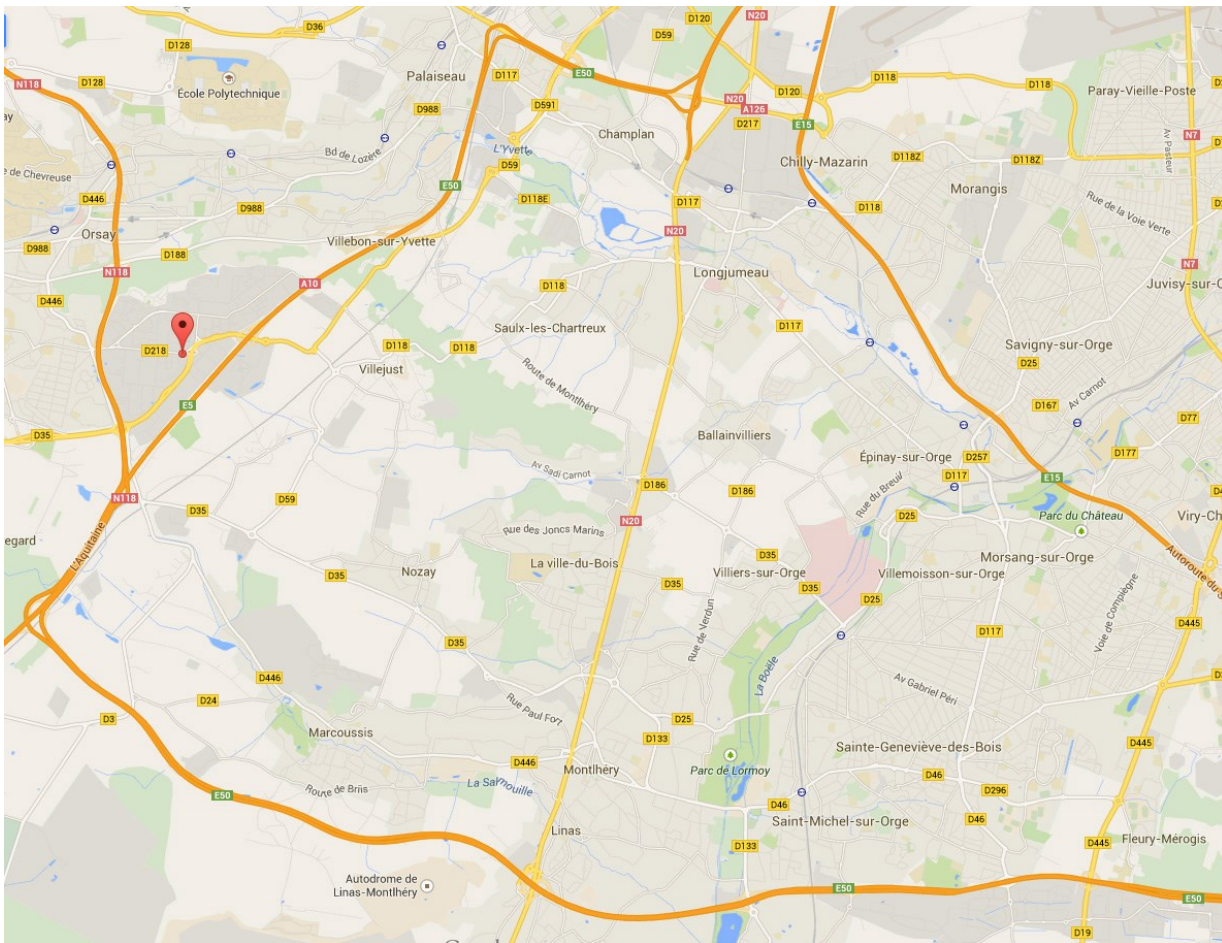 D36
D120
N20
D59
D128
Palaiseau
D117
E50
D128
N118
École Polytechnique
D118
D118
Paray-Vieille-Poste
D120
N20
A126
D591
D988
Champlan
D217
E15
N7
Av Pasteur
L'Yvette
Bd de Lozère
D59
Chilly-Mazarin
D118Z
D118Z
e de Chevreuse
E50
Morangis
D446
D118E
D117
D118
Rue de la Voie Verte
D988
Orsay
Villebon-sur-Yvette
N20
D988
D188
N7
N118
Longjumeau
A10
D118
Juvisy-sur-O
D446
Saulx-les-Chartreux
D117
Savigny-sur-Orge
D218
D118
D118
Villejust
D25
Route de Montlhéry
Av Carnot
E5
D167
D77
D35
Ballainvilliers
D177
Épinay-sur-Orge
D257
Av Sadi Carnot
D117
E15
N118
D186
D186
Rue du Breuil
D59
D35
N20
D25
Parc du Château
Viry-Ch
egard
L'Aquitaine
Rue des Joncs Marins
D35
Morsang-sur-Orge
Autoroute du S
La ville-du-Bois
D35
Nozay
D35
Villiers-sur-Orge
D35
Villemoisson-sur-Orge
D25
Voie de Compiègne
D445
D117
Rue de Verdun
D35
La Boële
D446
Av Gabriel Péri
D24
Rue Paul Fort
D3
D25
Marcoussis
D133
Sainte-Geneviève-des-Bois
D445
D446
Montlhéry
Parc de Lormoy
D46
La Salmouille
Route de Briis
D296
E50
D46
Saint-Michel-sur-Orge
D46
Linas
D133
D445
Fleury-Mérogis
Autodrome de
Linas-Montlhéry
E50
E50
D19